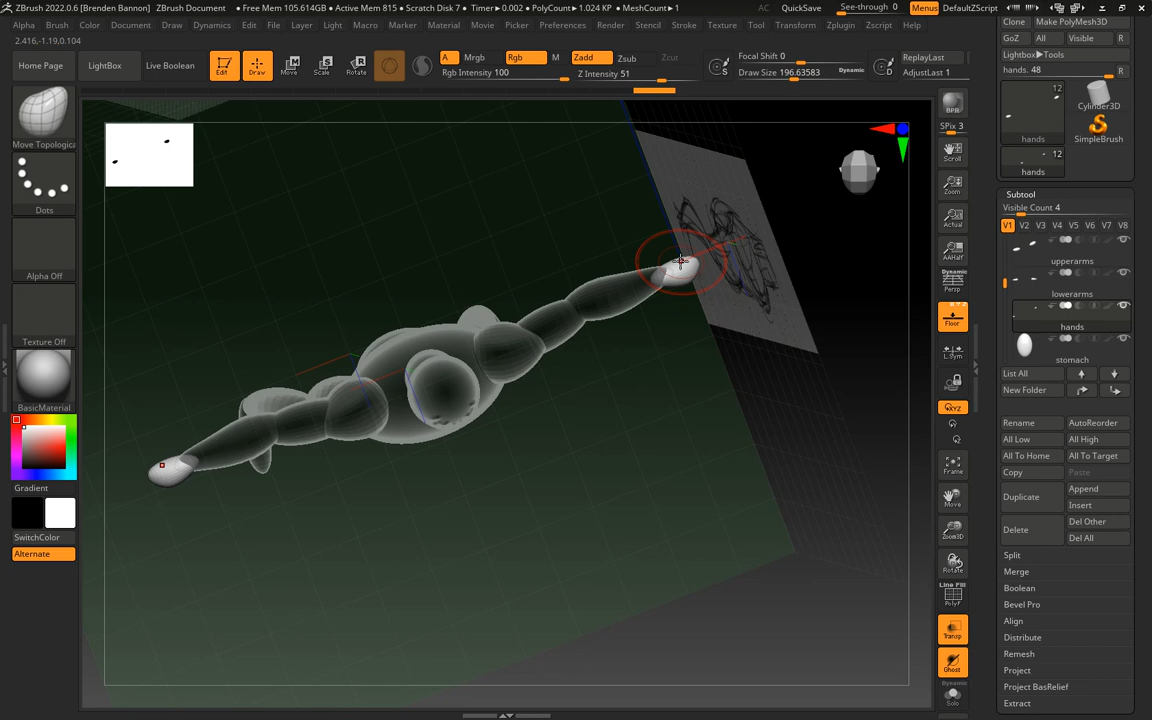 ZBrush 2022.0.6 [Brenden Bannon] ZBrush Document ● Free Mem 105.614GB ● Active Mem 815 ● Scratch Disk 7 ● Timer▶0.002 ● PolyCount▶1.024 KP ● MeshCount▶1 AC QuickSave See-through 0 Menus DefaultZScript
Alpha Brush Color Document Draw Dynamics Edit File Layer Light Macro Marker Material Movie Picker Preferences Render Stencil Stroke Texture Tool Transform Zplugin Zscript Help
2.416,-1.19,0.104
Home Page LightBox Live Boolean Edit Draw Move Scale Rotate A Mrgb Rgb M Zadd Zsub Zcut Focal Shift 0 ReplayLast
Rgb Intensity 100 Z Intensity 51 S Draw Size 196.63583 Dynamic D AdjustLast 1
Move Topologica
Dots
Alpha Off
Texture Off
BasicMaterial
Gradient
SwitchColor
Alternate
BPR
SPix 3
Scroll
Zoom
Actual
AAHalf
Dynamic
Persp
Floor
L.Sym
XYZ
Frame
Move
Zoom3D
Rotate
Line Fill
PolyF
Transp
Ghost
Dynamic
Solo
Clone Make PolyMesh3D
GoZ All Visible R
Lightbox▶Tools
hands. 48 R
12
hands Cylinder3D
SimpleBrush
12
hands
Subtool
Visible Count 4
V1 V2 V3 V4 V5 V6 V7 V8
upperarms
lowerarms
hands
stomach
List All
New Folder
Rename AutoReorder
All Low All High
All To Home All To Target
Copy Paste
Duplicate Append
Insert
Delete Del Other
Del All
Split
Merge
Boolean
Bevel Pro
Align
Distribute
Remesh
Project
Project BasRelief
Extract